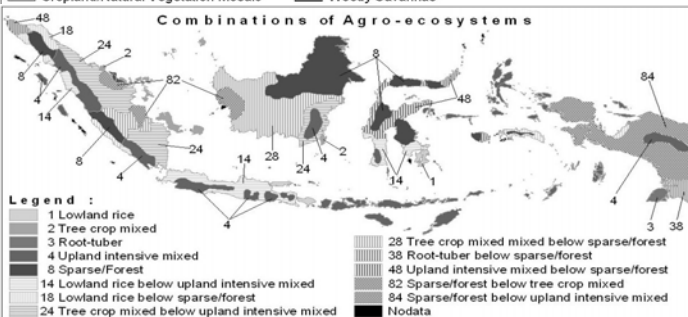 Cropland/Natural Vegetation Mosaic
Woody Savannas
Combinations of Agro-ecosystems
48
18
24
2
8
4
14
82
8
4
24
28
24
4
2
8
48
14
1
14
4
84
4
3
38
Legend :
1 Lowland rice
2 Tree crop mixed
3 Root-tuber
4 Upland intensive mixed
8 Sparse/Forest
14 Lowland rice below upland intensive mixed
18 Lowland rice below sparse/forest
24 Tree crop mixed below upland intensive mixed
28 Tree crop mixed mixed below sparse/forest
38 Root-tuber below sparse/forest
48 Upland intensive mixed below sparse/forest
82 Sparse/forest below tree crop mixed
84 Sparse/forest below upland intensive mixed
Nodata